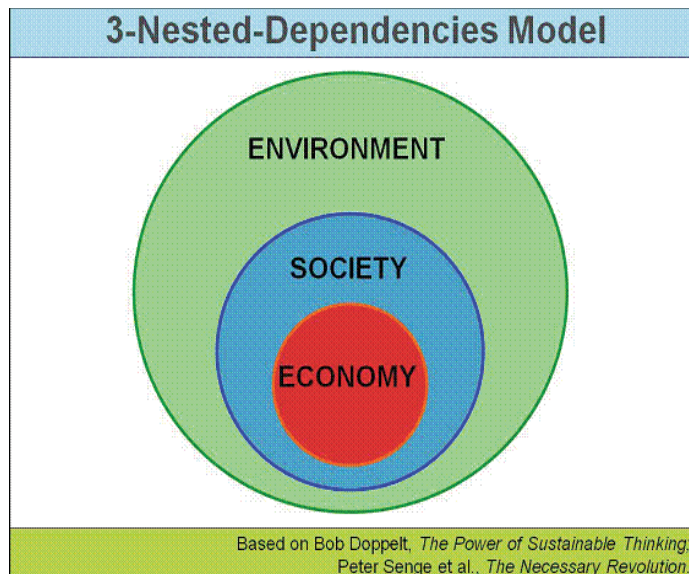 3-Nested-Dependencies Model
ENVIRONMENT
SOCIETY
ECONOMY
Based on Bob Doppelt, The Power of Sustainable Thinking;
Peter Senge et al., The Necessary Revolution.